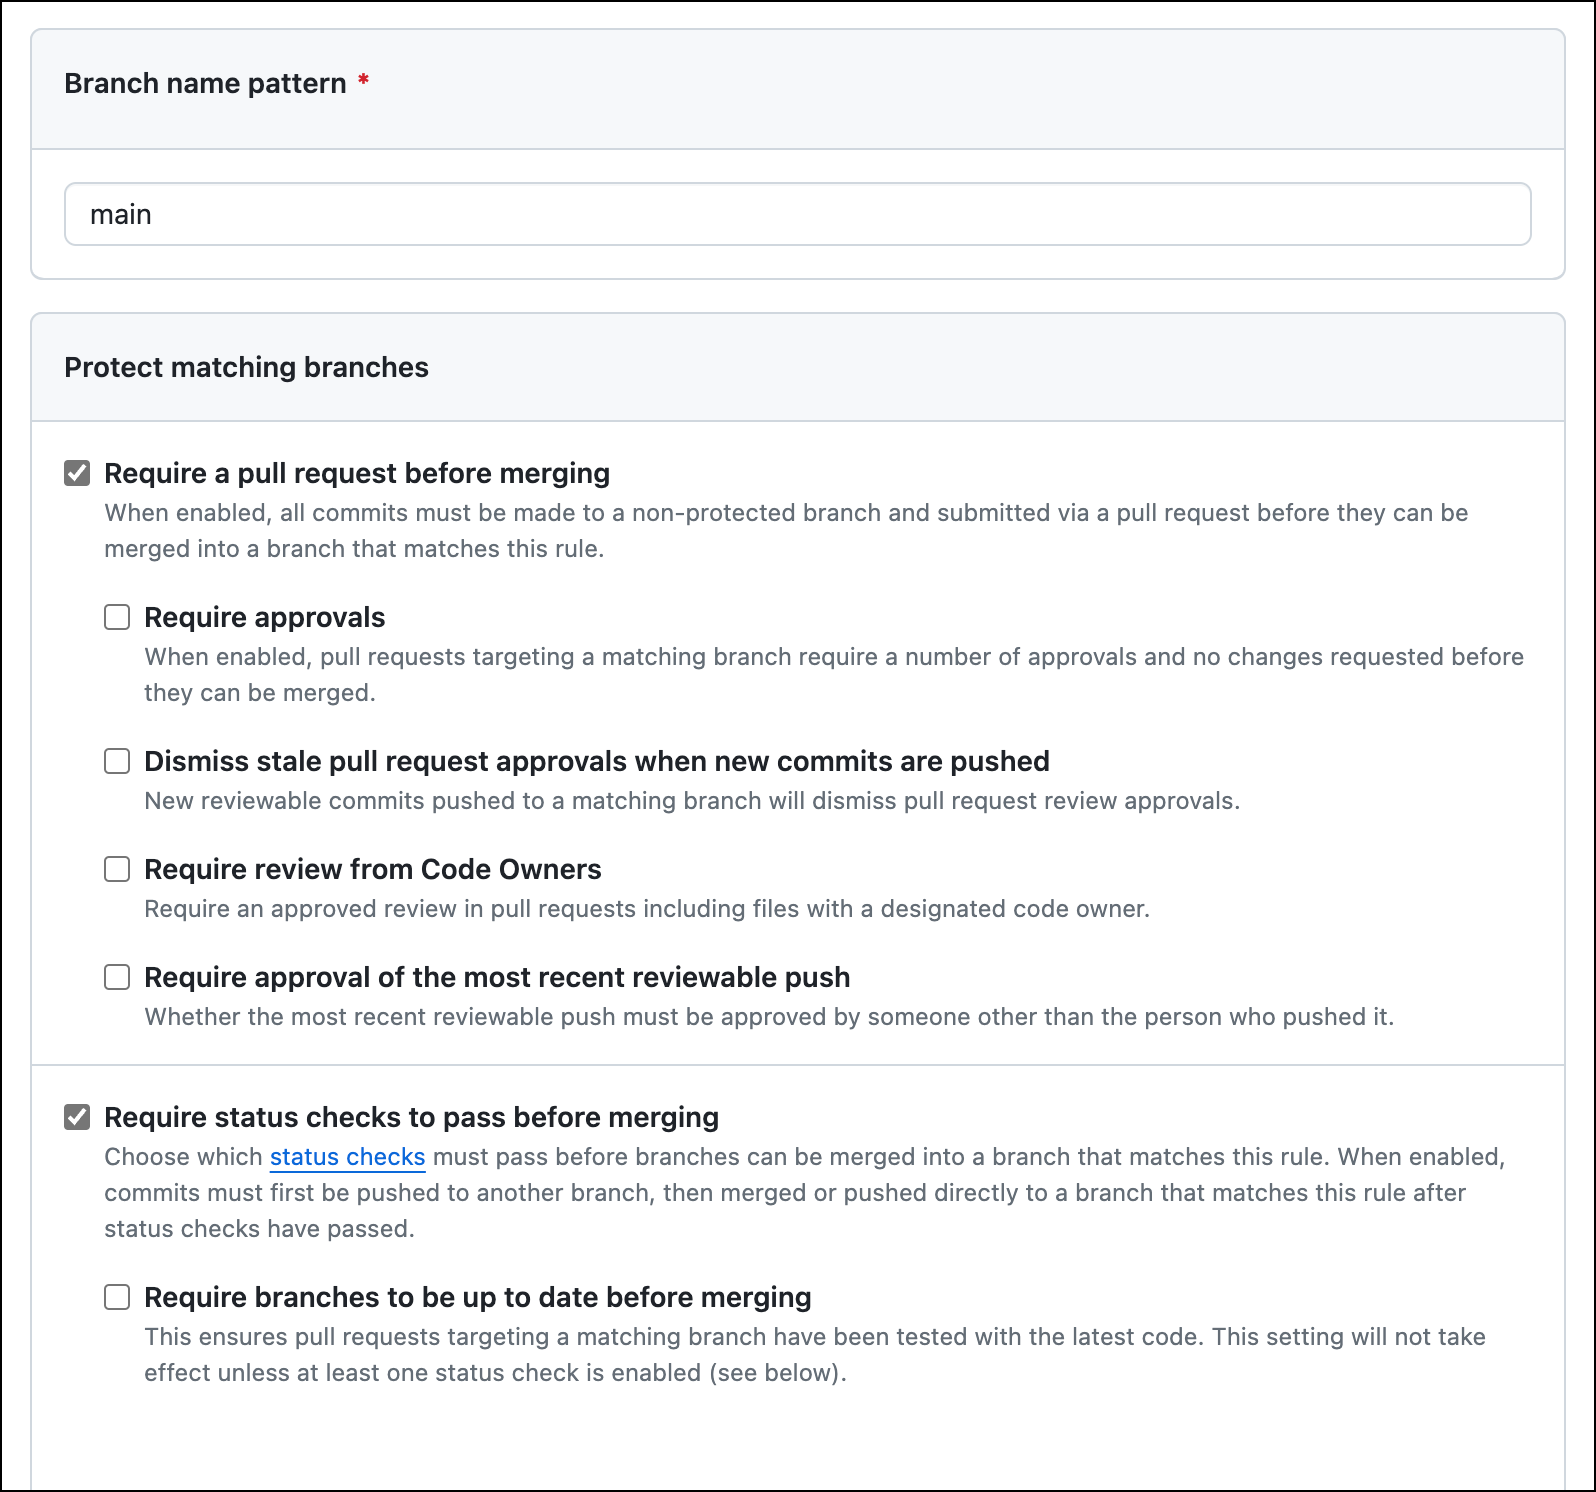 Branch name pattern *
main
Protect matching branches
Require a pull request before merging
When enabled, all commits must be made to a non-protected branch and submitted via a pull request before they can be
merged into a branch that matches this rule.
Require approvals
When enabled, pull requests targeting a matching branch require a number of approvals and no changes requested before
they can be merged.
Dismiss stale pull request approvals when new commits are pushed
New reviewable commits pushed to a matching branch will dismiss pull request review approvals.
Require review from Code Owners
Require an approved review in pull requests including files with a designated code owner.
Require approval of the most recent reviewable push
Whether the most recent reviewable push must be approved by someone other than the person who pushed it.
Require status checks to pass before merging
Choose which status checks must pass before branches can be merged into a branch that matches this rule. When enabled,
commits must first be pushed to another branch, then merged or pushed directly to a branch that matches this rule after
status checks have passed.
Require branches to be up to date before merging
This ensures pull requests targeting a matching branch have been tested with the latest code. This setting will not take
effect unless at least one status check is enabled (see below).